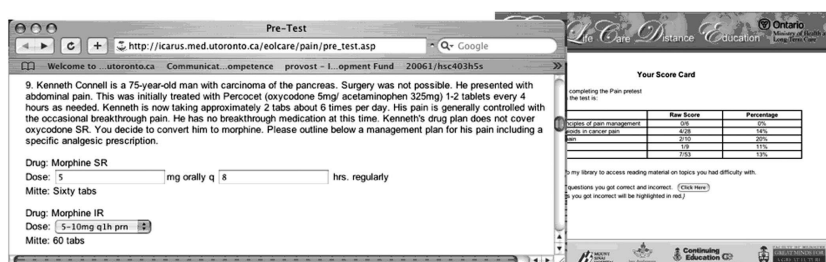 Pre-Test
http://icarus.med.utoronto.ca/eolcare/pain/pre_test.asp
Google
Welcome to ...utoronto.ca Communicat...ompetence provost - I...opment Fund 20061/hsc403h5s
9. Kenneth Connell is a 75-year-old man with carcinoma of the pancreas. Surgery was not possible. He presented with
abdominal pain. This was initially treated with Percocet (oxycodone 5mg/ acetaminophen 325mg) 1-2 tablets every 4
hours as needed. Kenneth is now taking approximately 2 tabs about 6 times per day. His pain is generally controlled with
the occasional breakthrough pain. He has no breakthrough medication at this time. Kenneth's drug plan does not cover
oxycodone SR. You decide to convert him to morphine. Please outline below a management plan for his pain including a
specific analgesic prescription.
Drug: Morphine SR
Dose: 5 mg orally q 8 hrs. regularly
Mitte: Sixty tabs
Drug: Morphine IR
Dose: 5-10mg q1h prn
Mitte: 60 tabs
Life Care Distance Education
Ontario
Ministry of Health
Long-Term Care
Your Score Card
completing the Pain pretest
the test is:
Raw Score Percentage
nciples of pain management 0/6 0%
oids in cancer pain 4/28 14%
ain 2/10 20%
1/9 11%
7/53 13%
o my library to access reading material on topics you had difficulty with.
questions you got correct and incorrect. Click Here
s you got incorrect will be highlighted in red.)
MOUNT
SINAI
Continuing
Education
GREAT MINDS FOR